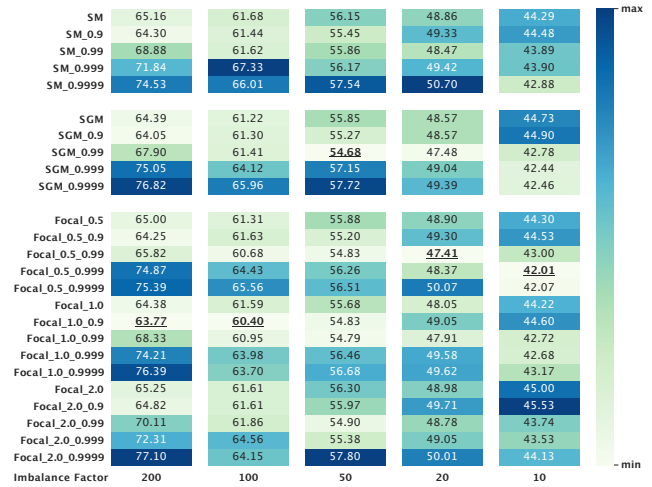 max
SM 65.16 61.68 56.15 48.86 44.29
SM_0.9 64.30 61.44 55.45 49.33 44.48
SM_0.99 68.88 61.62 55.86 48.47 43.89
SM_0.999 71.84 67.33 56.17 49.42 43.90
SM_0.9999 74.53 66.01 57.54 50.70 42.88
SGM 64.39 61.22 55.85 48.57 44.73
SGM_0.9 64.05 61.30 55.27 48.57 44.90
SGM_0.99 67.90 61.41 54.68 47.48 42.78
SGM_0.999 75.05 64.12 57.15 49.04 42.44
SGM_0.9999 76.82 65.96 57.72 49.39 42.46
Focal_0.5 65.00 61.31 55.88 48.90 44.30
Focal_0.5_0.9 64.25 61.63 55.20 49.30 44.53
Focal_0.5_0.99 65.82 60.68 54.83 47.41 43.00
Focal_0.5_0.999 74.87 64.43 56.26 48.37 42.01
Focal_0.5_0.9999 75.39 65.56 56.51 50.07 42.07
Focal_1.0 64.38 61.59 55.68 48.05 44.22
Focal_1.0_0.9 63.77 60.40 54.83 49.05 44.60
Focal_1.0_0.99 68.33 60.95 54.79 47.91 42.72
Focal_1.0_0.999 74.21 63.98 56.46 49.58 42.68
Focal_1.0_0.9999 76.39 63.70 56.68 49.62 43.17
Focal_2.0 65.25 61.61 56.30 48.98 45.00
Focal_2.0_0.9 64.82 61.61 55.97 49.71 45.53
Focal_2.0_0.99 70.11 61.86 54.90 48.78 43.74
Focal_2.0_0.999 72.31 64.56 55.38 49.05 43.53
Focal_2.0_0.9999 77.10 64.15 57.80 50.01 44.13
min
Imbalance Factor 200 100 50 20 10